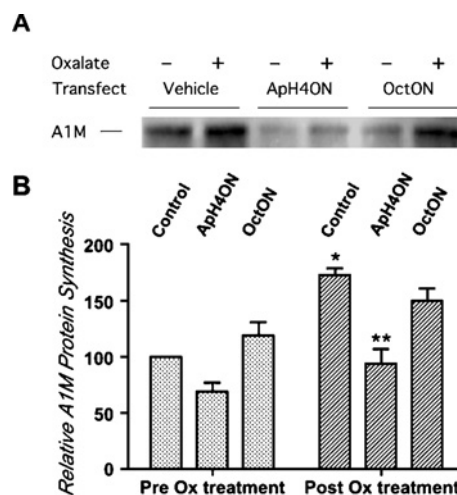 A
Oxalate – + – + – +
Transfect Vehicle ApH4ON OctON
A1M —
B
Control ApH4ON OctON Control ApH4ON OctON
Relative A1M Protein Synthesis
200
150
100
50
0
* **
Pre Ox treatment Post Ox treatment